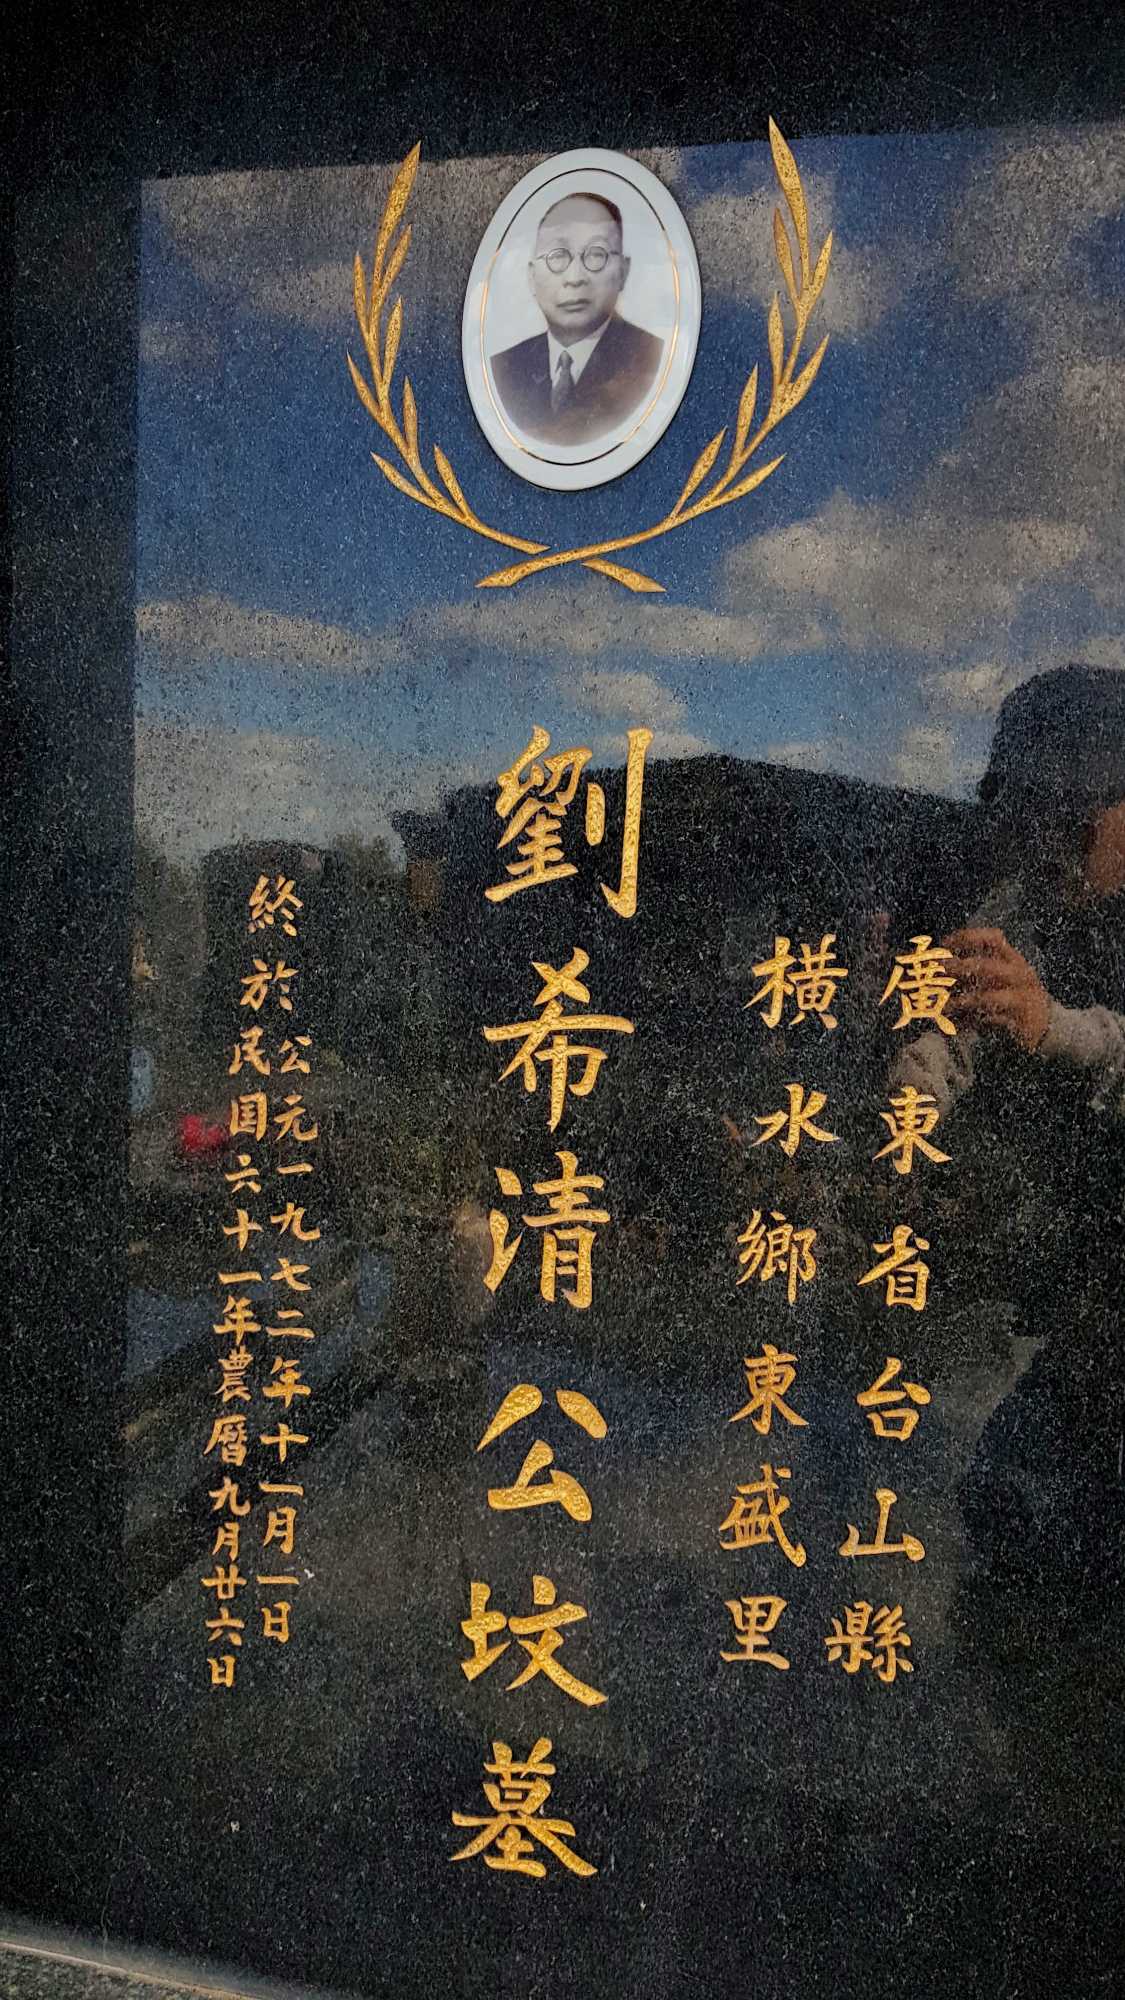 廣東省台山縣
横水鄉東盛里
劉希清公坟墓
終於公元一九七二年十一月一日
民国六十一年農曆九月廿六日